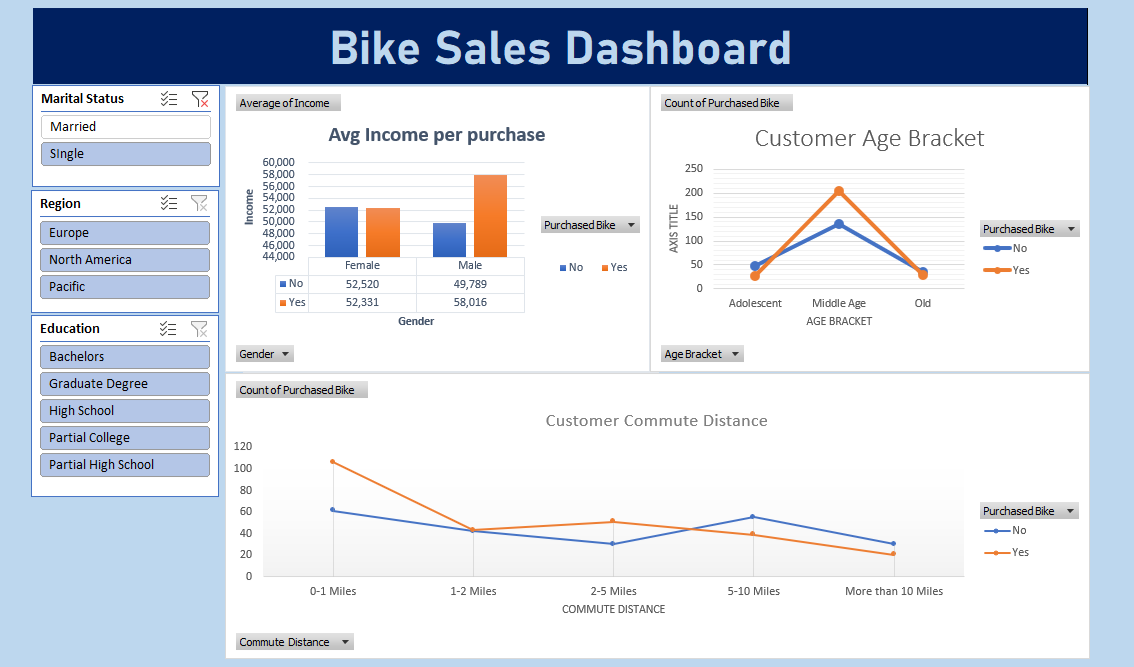 Bike Sales Dashboard
Marital Status
Married
SIngle
Region
Europe
North America
Pacific
Education
Bachelors
Graduate Degree
High School
Partial College
Partial High School
Average of Income
Avg Income per purchase
60,000
58,000
56,000
54,000
52,000
50,000
48,000
46,000
44,000
Income
Female Male
No 52,520 49,789
Yes 52,331 58,016
Gender
Purchased Bike
No Yes
Gender
Count of Purchased Bike
Customer Age Bracket
250
200
150
100
50
0
AXIS TITLE
Adolescent Middle Age Old
AGE BRACKET
Purchased Bike
No
Yes
Age Bracket
Count of Purchased Bike
Customer Commute Distance
120
100
80
60
40
20
0
0-1 Miles 1-2 Miles 2-5 Miles 5-10 Miles More than 10 Miles
COMMUTE DISTANCE
Purchased Bike
No
Yes
Commute Distance